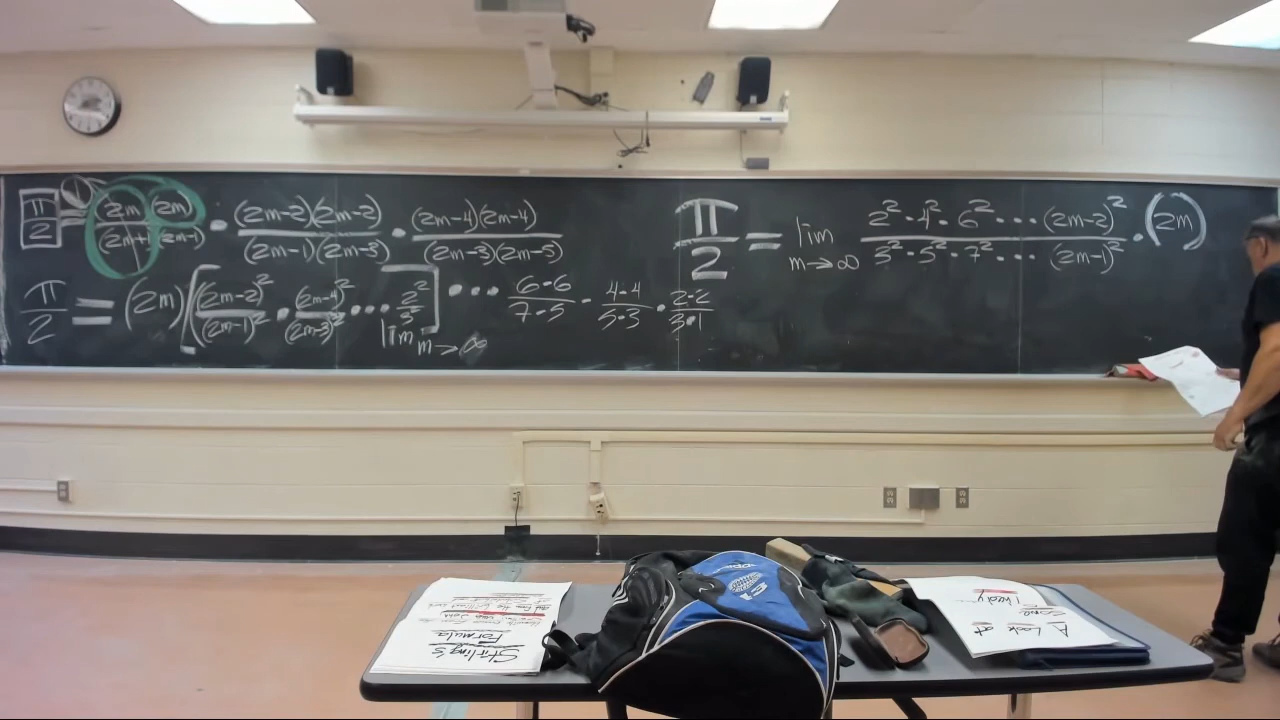 π/2 = (2m)(2m)/(2m+1)(2m-1) • (2m-2)(2m-2)/(2m-1)(2m-3) • (2m-4)(2m-4)/(2m-3)(2m-5)
••• 6·6/7·5 · 4·4/5·3 · 2·2/3·1
π/2 = (2m)[(2m-2)²/(2m-1)² • (2m-4)²/(2m-3)² ••• 2²/3²]
lim m→∞
π/2 = lim m→∞ 2²·4²·6²···(2m-2)²/3²·5²·7²···(2m-1)² · (2m)
Stirling's
Formula
A Look at
Some